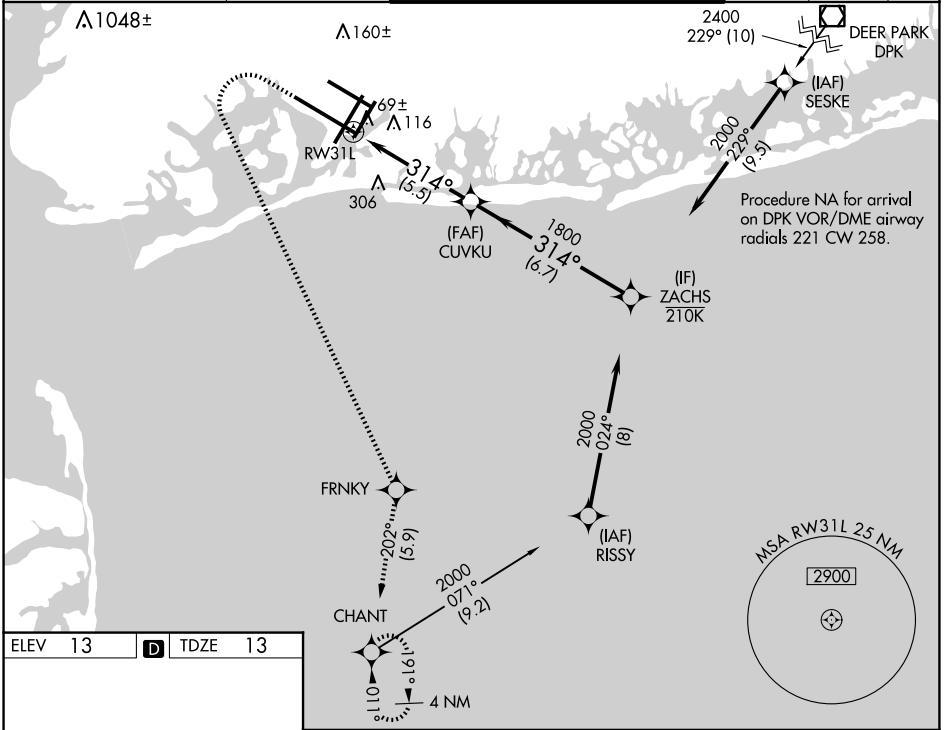 1048±
160±
2400
229° (10)
DEER PARK
DPK
(IAF)
SESKE
69±
116
RW31L
2000
229°
(9.5)
314°
(5.5)
306
Procedure NA for arrival
on DPK VOR/DME airway
radials 221 CW 258.
(FAF)
CUVKU
1800
314°
(6.7)
(IF)
ZACHS
210K
2000
024°
(8)
FRNKY
202°
(5.9)
(IAF)
RISSY
MSA RW31L 25 NM
2900
2000
071°
(9.2)
CHANT
ELEV 13 D TDZE 13
191°
011°
4 NM